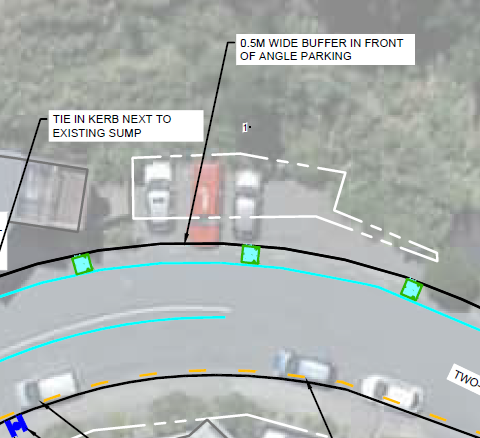 0.5M WIDE BUFFER IN FRONT
OF ANGLE PARKING
TIE IN KERB NEXT TO
EXISTING SUMP
1
TWO-